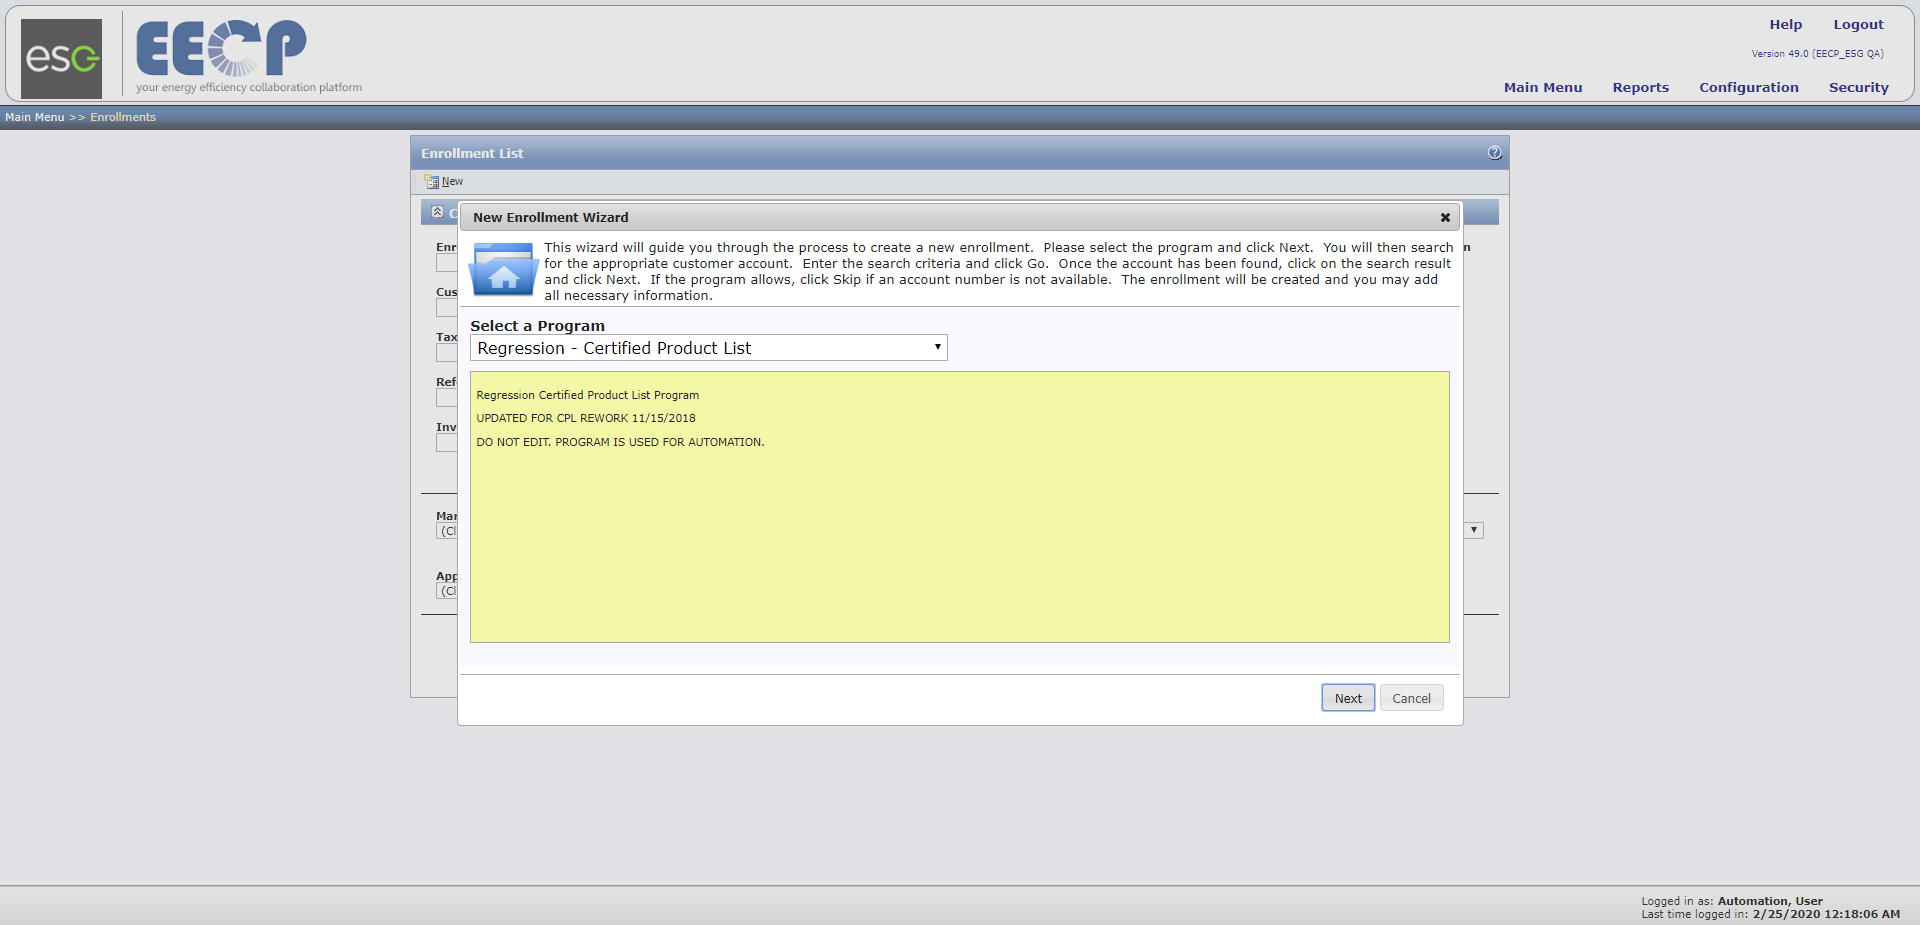 esc
EECP
your energy efficiency collaboration platform
Help
Logout
Version 49.0 (EECP_ESG QA)
Main Menu
Reports
Configuration
Security
Main Menu >> Enrollments
Enrollment List
New
New Enrollment Wizard
This wizard will guide you through the process to create a new enrollment. Please select the program and click Next. You will then search
for the appropriate customer account. Enter the search criteria and click Go. Once the account has been found, click on the search result
and click Next. If the program allows, click Skip if an account number is not available. The enrollment will be created and you may add
all necessary information.
Select a Program
Regression - Certified Product List
Regression Certified Product List Program
UPDATED FOR CPL REWORK 11/15/2018
DO NOT EDIT. PROGRAM IS USED FOR AUTOMATION.
Enr
Cus
Tax
Ref
Inv
Mar
(Cl
App
(Cl
Next
Cancel
Logged in as: Automation, User
Last time logged in: 2/25/2020 12:18:06 AM